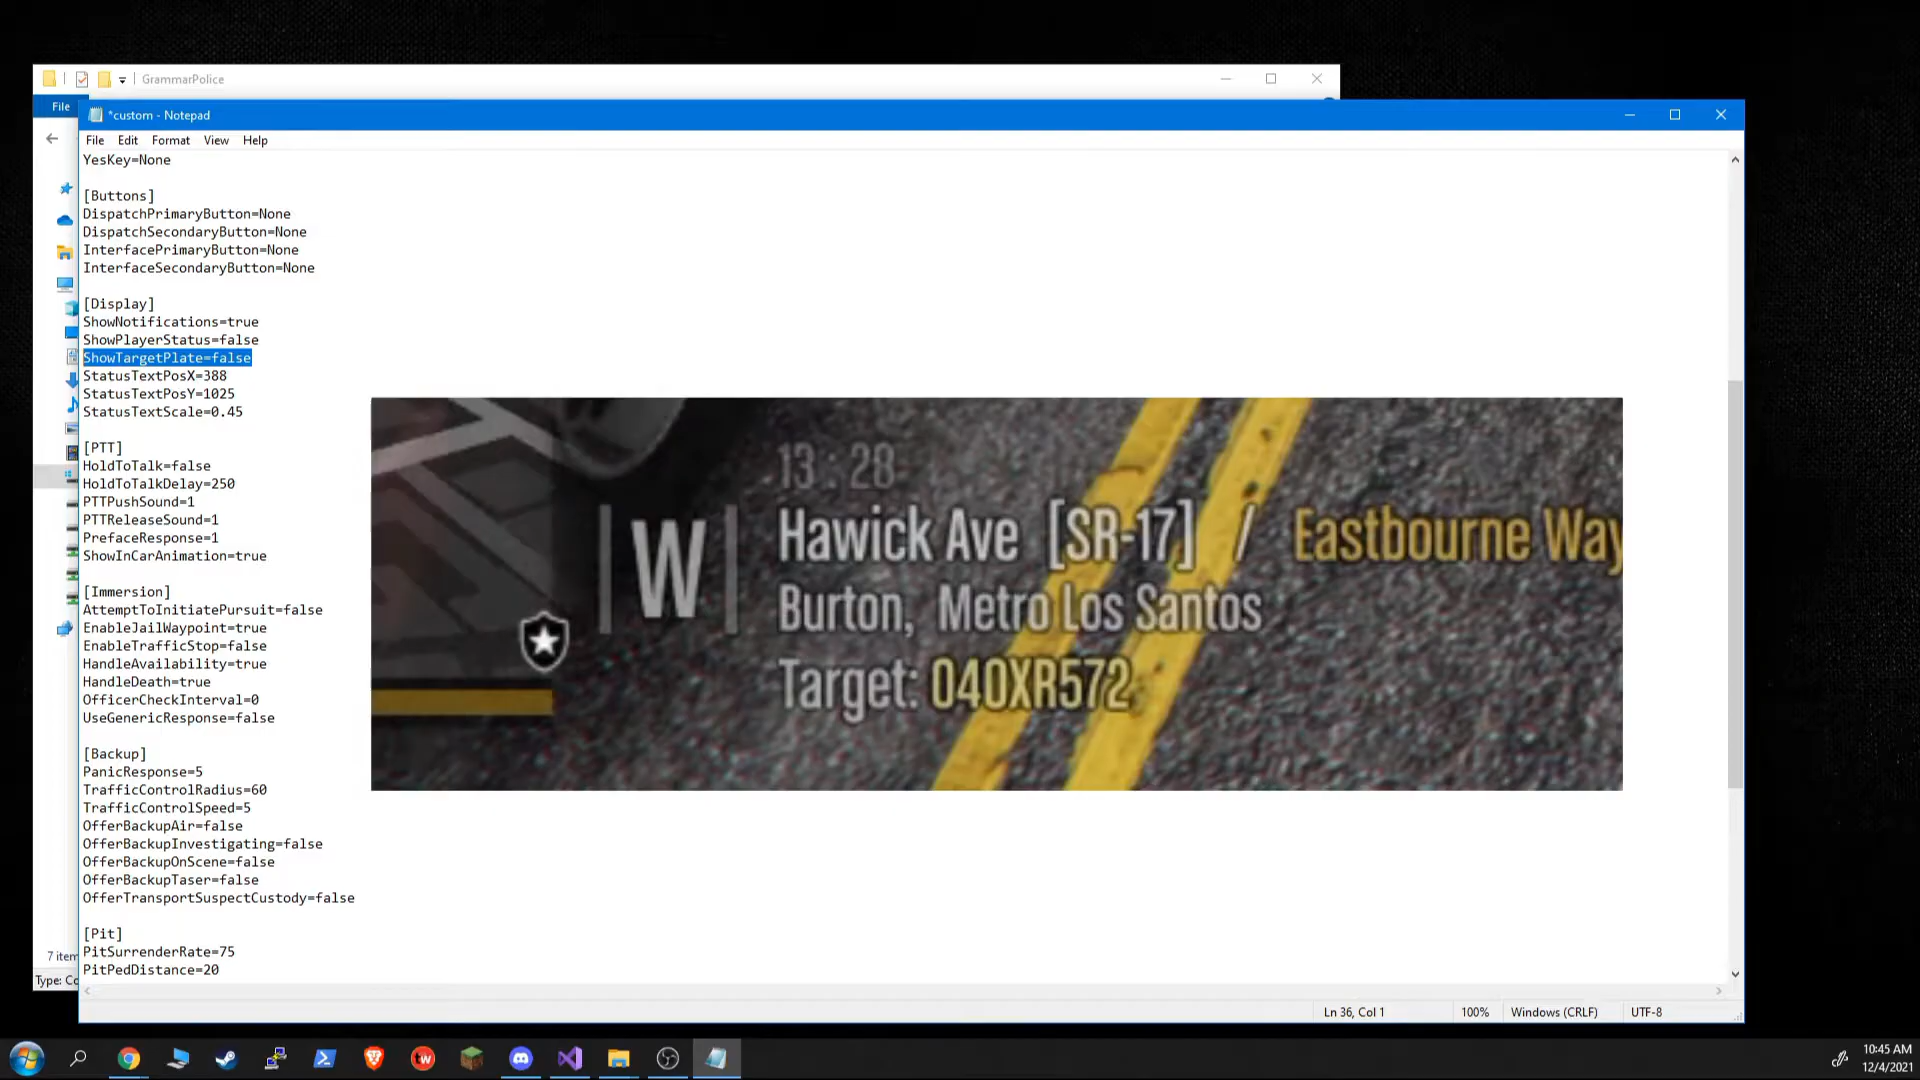 GrammarPolice
File
*custom - Notepad
File Edit Format View Help
YesKey=None
[Buttons]
DispatchPrimaryButton=None
DispatchSecondaryButton=None
InterfacePrimaryButton=None
InterfaceSecondaryButton=None
[Display]
ShowNotifications=true
ShowPlayerStatus=false
ShowTargetPlate=false
StatusTextPosX=388
StatusTextPosY=1025
StatusTextScale=0.45
[PTT]
HoldToTalk=false
HoldToTalkDelay=250
PTTPushSound=1
PTTReleaseSound=1
PrefaceResponse=1
ShowInCarAnimation=true
[Immersion]
AttemptToInitiatePursuit=false
EnableJailWaypoint=true
EnableTrafficStop=false
HandleAvailability=true
HandleDeath=true
OfficerCheckInterval=0
UseGenericResponse=false
[Backup]
PanicResponse=5
TrafficControlRadius=60
TrafficControlSpeed=5
OfferBackupAir=false
OfferBackupInvestigating=false
OfferBackupOnScene=false
OfferBackupTaser=false
OfferTransportSuspectCustody=false
[Pit]
PitSurrenderRate=75
PitPedDistance=20
13 : 28
| W | Hawick Ave [SR-17] / Eastbourne Way
Burton, Metro Los Santos
Target: 040XR572
7 item
Type: Co
Ln 36, Col 1 100% Windows (CRLF) UTF-8
tw
10:45 AM
12/4/2021